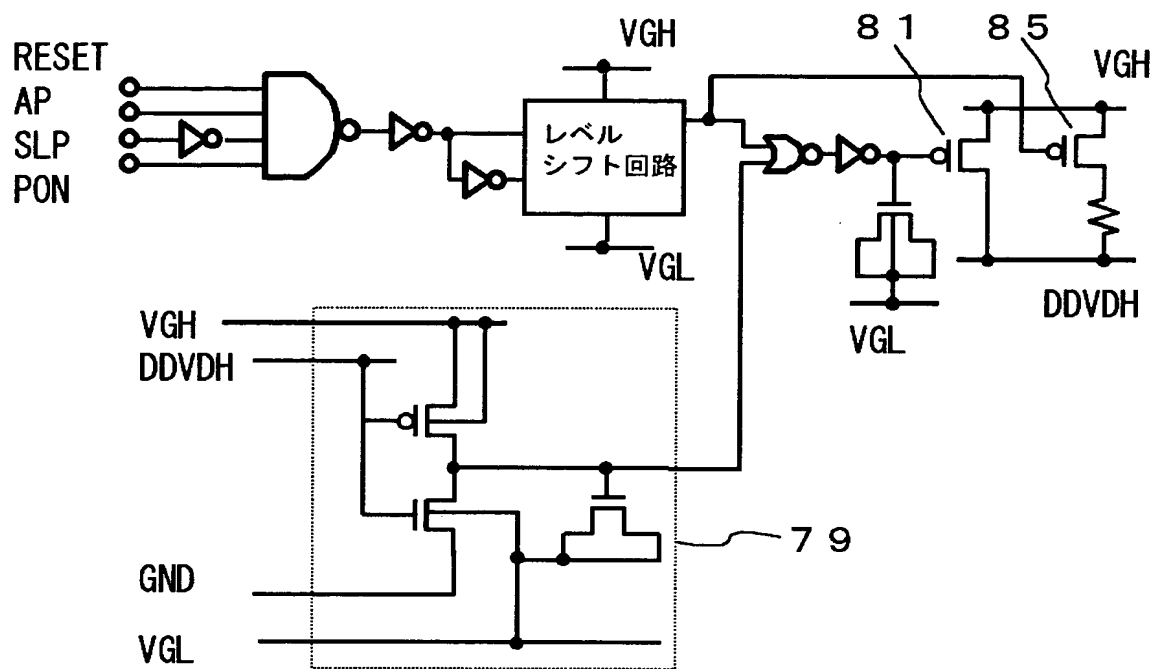 RESET
AP
SLP
PON
VGH
レベル
シフト回路
VGL
８１
８５
VGH
DDVDH
VGL
VGH
DDVDH
GND
VGL
７９